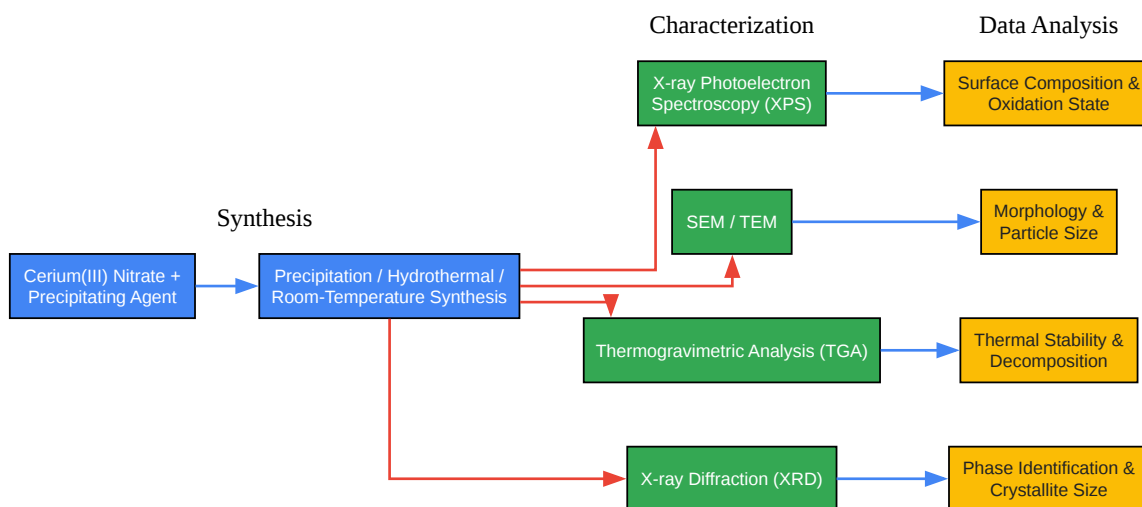 Characterization
Data Analysis
X-ray Photoelectron
Spectroscopy (XPS)
Surface Composition &
Oxidation State
Synthesis
SEM / TEM
Morphology &
Particle Size
Cerium(III) Nitrate +
Precipitating Agent
Precipitation / Hydrothermal /
Room-Temperature Synthesis
Thermogravimetric Analysis (TGA)
Thermal Stability &
Decomposition
X-ray Diffraction (XRD)
Phase Identification &
Crystallite Size